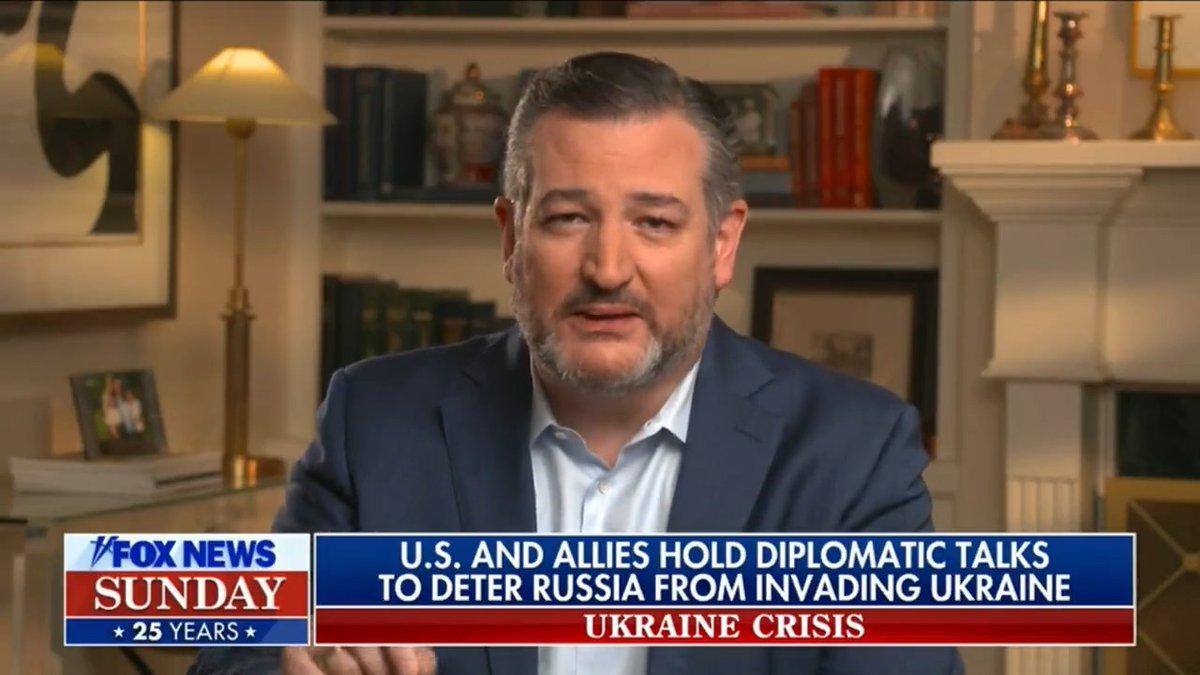 FOX NEWS
SUNDAY
25 YEARS
U.S. AND ALLIES HOLD DIPLOMATIC TALKS
TO DETER RUSSIA FROM INVADING UKRAINE
UKRAINE CRISIS